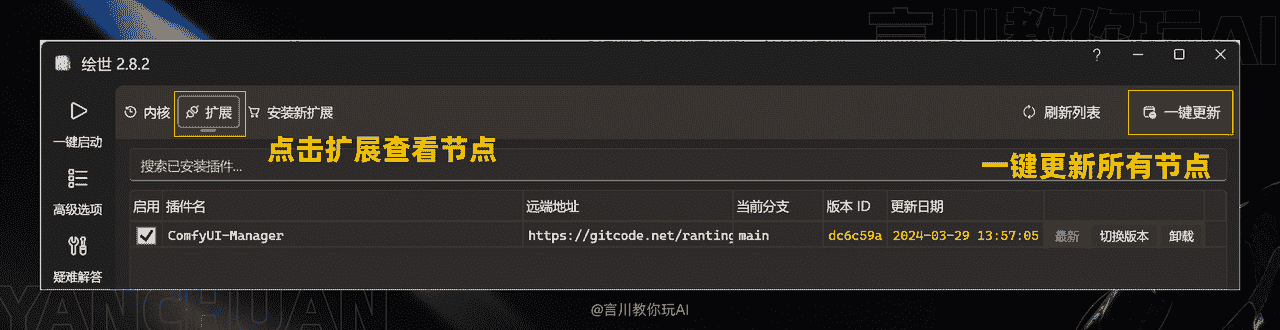 言川教你玩AI
绘世 2.8.2
?
一键启动
高级选项
疑难解答
内核
扩展
安装新扩展
刷新列表
一键更新
点击扩展查看节点
一键更新所有节点
搜索已安装插件...
启用 插件名 远端地址 当前分支 版本 ID 更新日期
ComfyUI-Manager https://gitcode.net/ranting main dc6c59a 2024-03-29 13:57:05 最新 切换版本 卸载
YANCHUAN
@言川教你玩AI